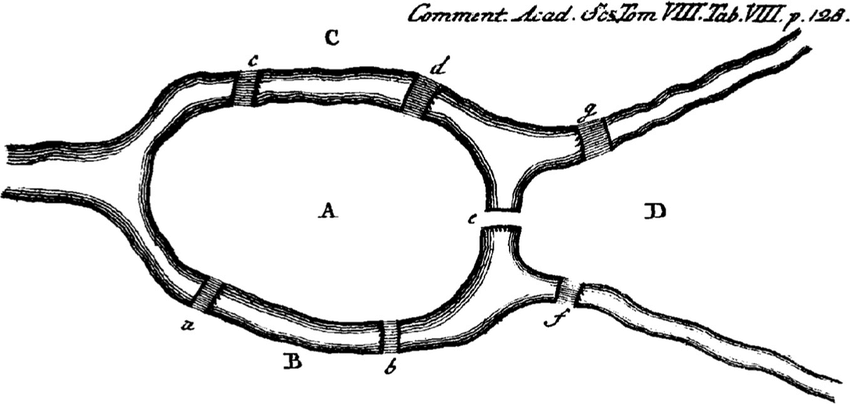 Comment. Acad. Scs. Tom VIII. Tab. VIII. p. 128.
C
c
d
g
A
e
D
a
B
b
f